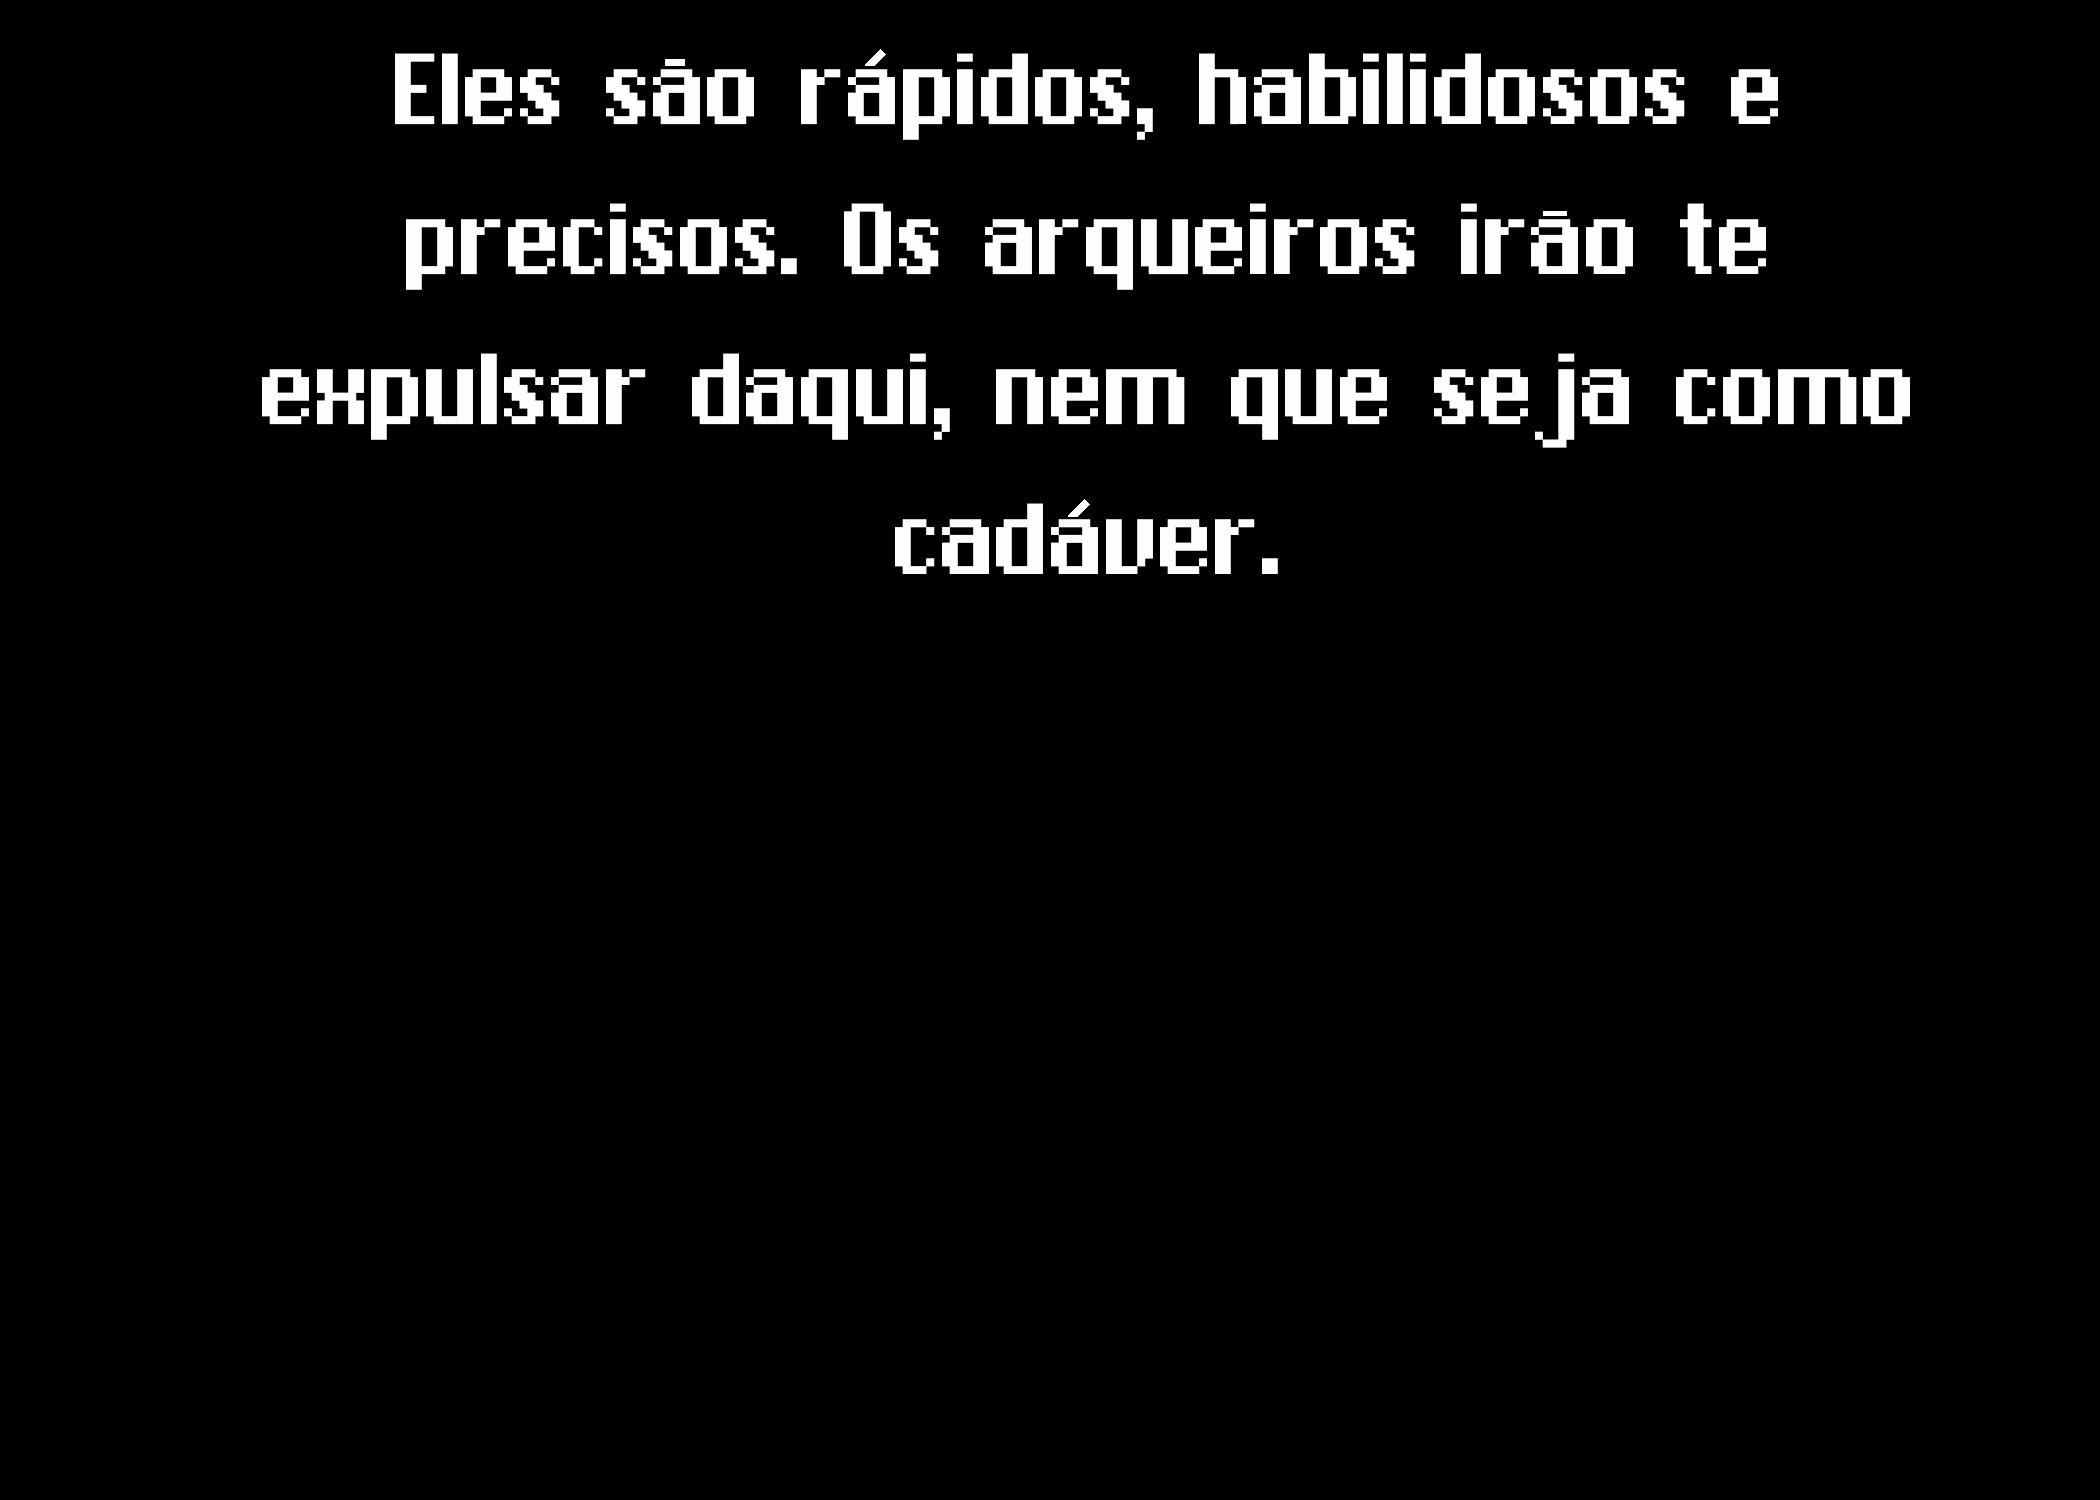 Eles são rápidos, habilidosos e
precisos. Os arqueiros irão te
expulsar daqui, nem que seja como
cadáver.